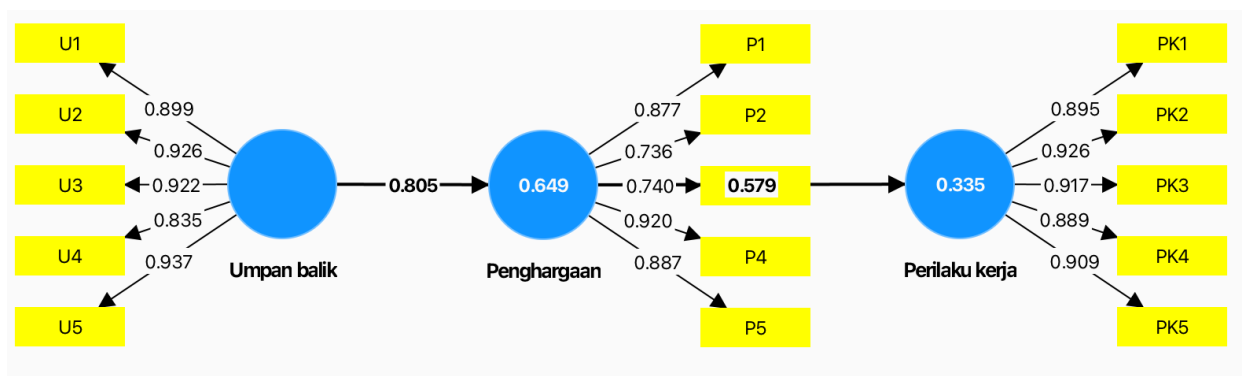 U1
U2
U3
U4
U5
0.899
0.926
0.922
0.835
0.937
Umpan balik
0.805
0.649
Penghargaan
0.877
0.736
0.740
0.920
0.887
P1
P2
0.579
P4
P5
0.335
Perilaku kerja
0.895
0.926
0.917
0.889
0.909
PK1
PK2
PK3
PK4
PK5